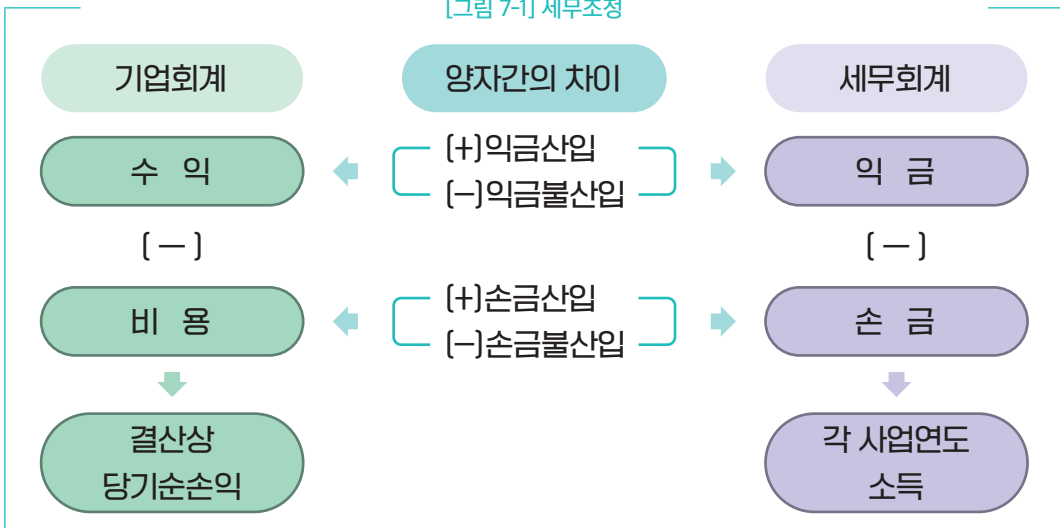 [그림 7-1] 세무조정
기업회계
양자간의 차이
세무회계
수 익
(+)익금산입
(—)익금불산입
익 금
(—)
(—)
비 용
(+)손금산입
(—)손금불산입
손 금
결산상
당기순손익
각 사업연도
소득